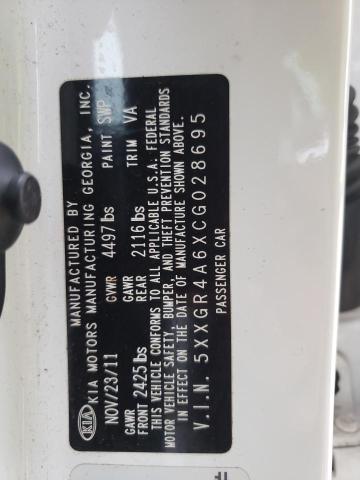 MANUFACTURED BY
KIA KIA MOTORS MANUFACTURING GEORGIA, INC.
NOV/23/11 GVWR 4497lbs PAINT SWP
GAWR GAWR TRIM VA
FRONT 2425lbs REAR 2116lbs
THIS VEHICLE CONFORMS TO ALL APPLICABLE U.S.A. FEDERAL
MOTOR VEHICLE SAFETY, BUMPER, AND THEFT PREVENTION STANDARDS
IN EFFECT ON THE DATE OF MANUFACTURE SHOWN ABOVE.
V.I.N. 5XXGR4A6XCG028695
PASSENGER CAR